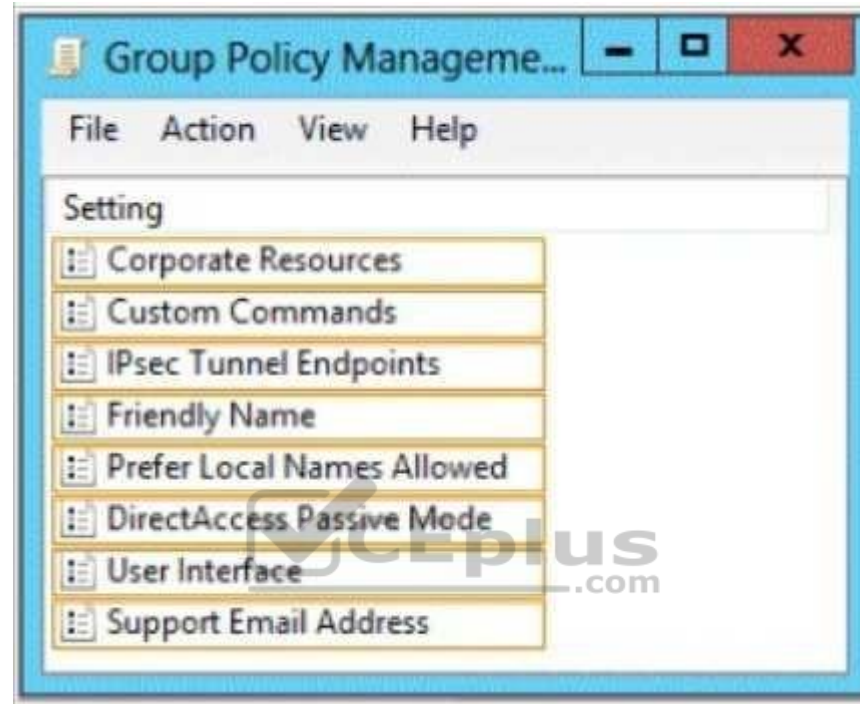 Group Policy Manageme...
File Action View Help
Setting
Corporate Resources
Custom Commands
IPsec Tunnel Endpoints
Friendly Name
Prefer Local Names Allowed
DirectAccess Passive Mode
User Interface
Support Email Address
CEplus
.com